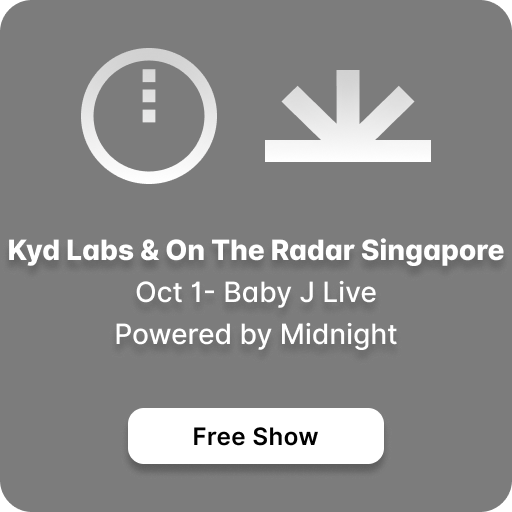 Kyd Labs & On The Radar Singapore
Oct 1- Baby J Live
Powered by Midnight
Free Show